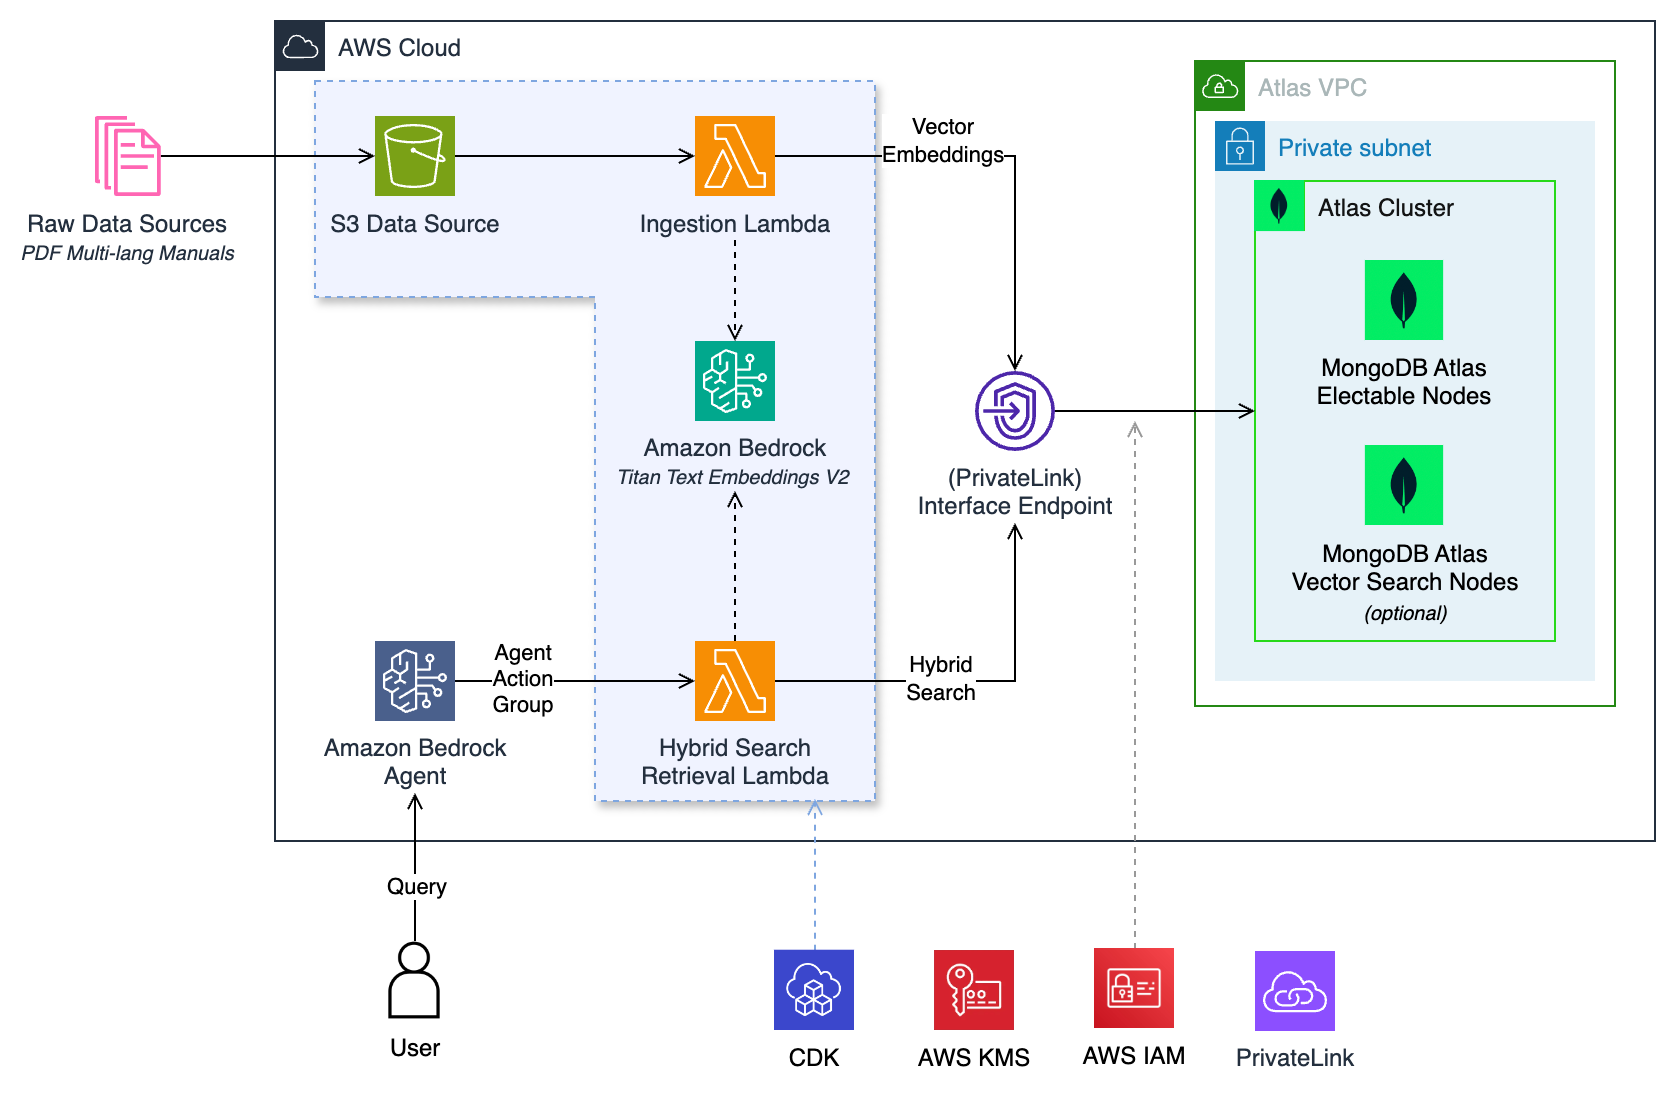 AWS Cloud
Atlas VPC
Private subnet
Atlas Cluster
Raw Data Sources
PDF Multi-lang Manuals
S3 Data Source
Ingestion Lambda
Vector
Embeddings
MongoDB Atlas
Electable Nodes
Amazon Bedrock
Titan Text Embeddings V2
(PrivateLink)
Interface Endpoint
MongoDB Atlas
Vector Search Nodes
(optional)
Agent
Action
Group
Hybrid
Search
Amazon Bedrock
Agent
Hybrid Search
Retrieval Lambda
Query
User
CDK
AWS KMS
AWS IAM
PrivateLink